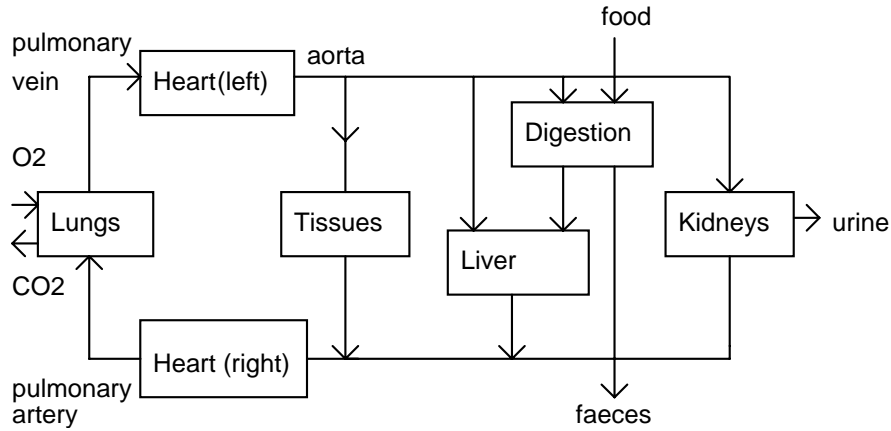 food
pulmonary
vein
aorta
Heart(left)
Digestion
O2
Lungs
Tissues
Kidneys
urine
Liver
CO2
Heart (right)
pulmonary
artery
faeces